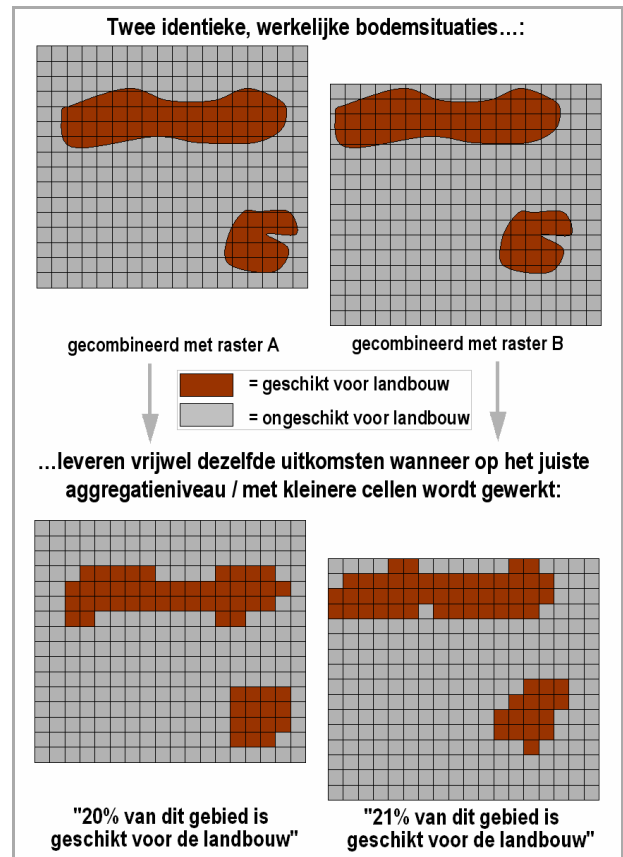 Twee identieke, werkelijke bodemsituaties…:
gecombineerd met raster A
gecombineerd met raster B
= geschikt voor landbouw
= ongeschikt voor landbouw
…leveren vrijwel dezelfde uitkomsten wanneer op het juiste
aggregatieniveau / met kleinere cellen wordt gewerkt:
"20% van dit gebied is
geschikt voor de landbouw"
"21% van dit gebied is
geschikt voor de landbouw"